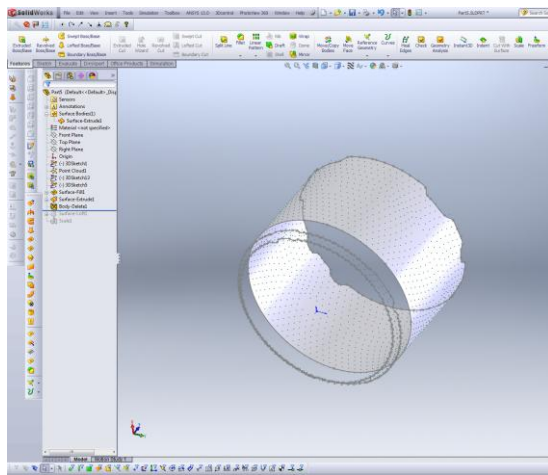 SolidWorks File Edit View Insert Tools Simulation Toolbox ANSYS 12.0 3Dcontrol PhotoView 360 Window Help Part5.SLDPRT *
Extruded Boss/Base Revolved Boss/Base Swept Boss/Base Lofted Boss/Base Boundary Boss/Base Extruded Cut Hole Wizard Revolved Cut Swept Cut Lofted Cut Boundary Cut Split Line Fillet Linear Pattern Rib Draft Shell Wrap Dome Mirror Move/Copy Bodies Move Face Reference Geometry Curves Heal Edges Check Geometry Analysis Instant3D Indent Cut With Surface Scale Freeform
Features Sketch Evaluate DimXpert Office Products Simulation
Part5 (Default<<Default>_Disp
Sensors
Annotations
Surface Bodies(1)
Surface-Extrude1
Material <not specified>
Front Plane
Top Plane
Right Plane
Origin
(-) 3DSketch1
Point Cloud1
(-) 3DSketch13
(-) 3DSketch5
Surface-Fill1
Surface-Extrude1
Body-Delete1
Model Motion Study 1